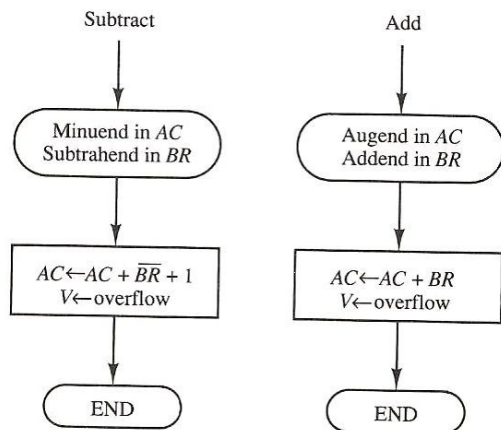 Subtract
Minuend in AC
Subtrahend in BR
AC←AC + B̅R̅ + 1
V←overflow
END
Add
Augend in AC
Addend in BR
AC←AC + BR
V←overflow
END